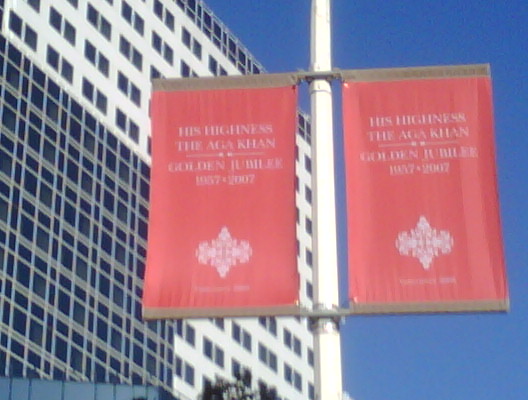 HIS HIGHNESS
THE AGA KHAN
GOLDEN JUBILEE
1957 • 2007
HIS HIGHNESS
THE AGA KHAN
GOLDEN JUBILEE
1957 • 2007